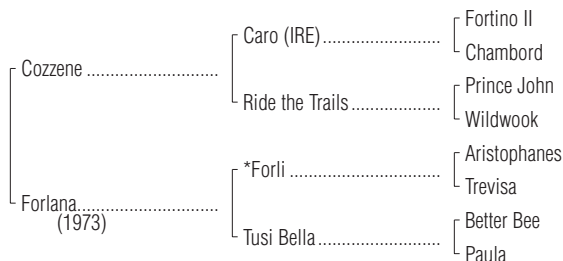 Fortino II
Caro (IRE)
Chambord
Cozzene
Prince John
Ride the Trails
Wildwook
Aristophanes
*Forli
Trevisa
Forlana
(1973)
Better Bee
Tusi Bella
Paula